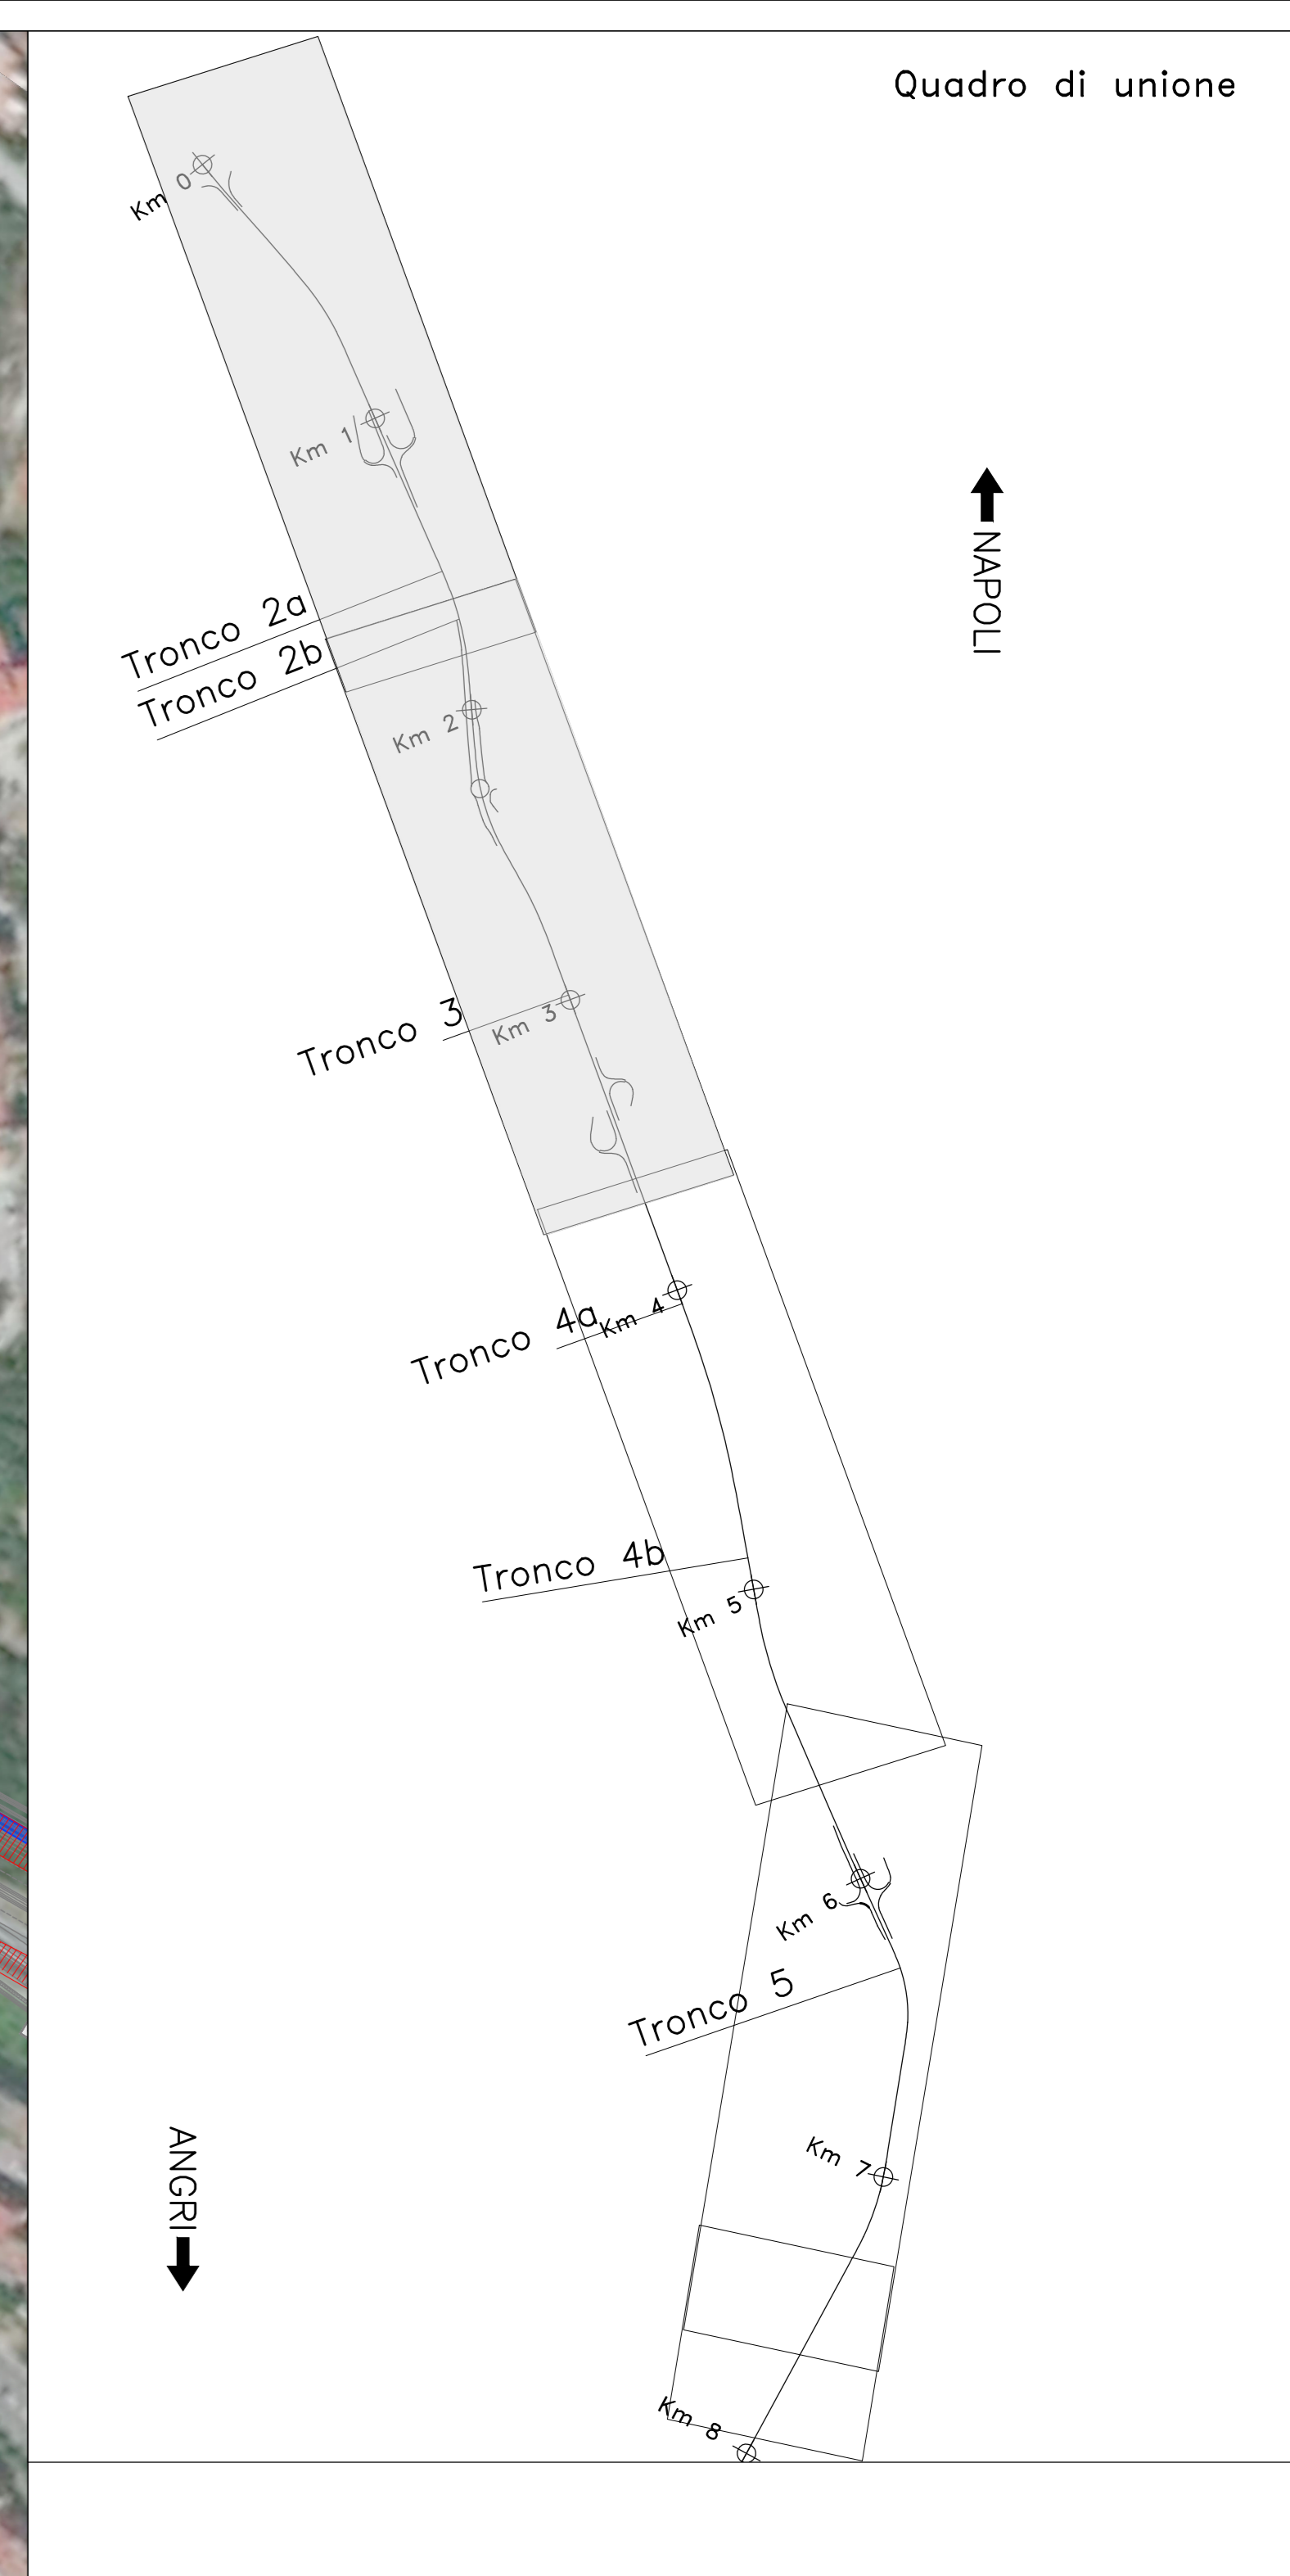 Quadro di unione
Km 0
Km 1
NAPOLI
Tronco 2a
Tronco 2b
Km 2
Tronco 3
Km 3
Tronco 4a
Km 4
Tronco 4b
Km 5
Km 6
Tronco 5
ANGRI
Km 7
Km 8